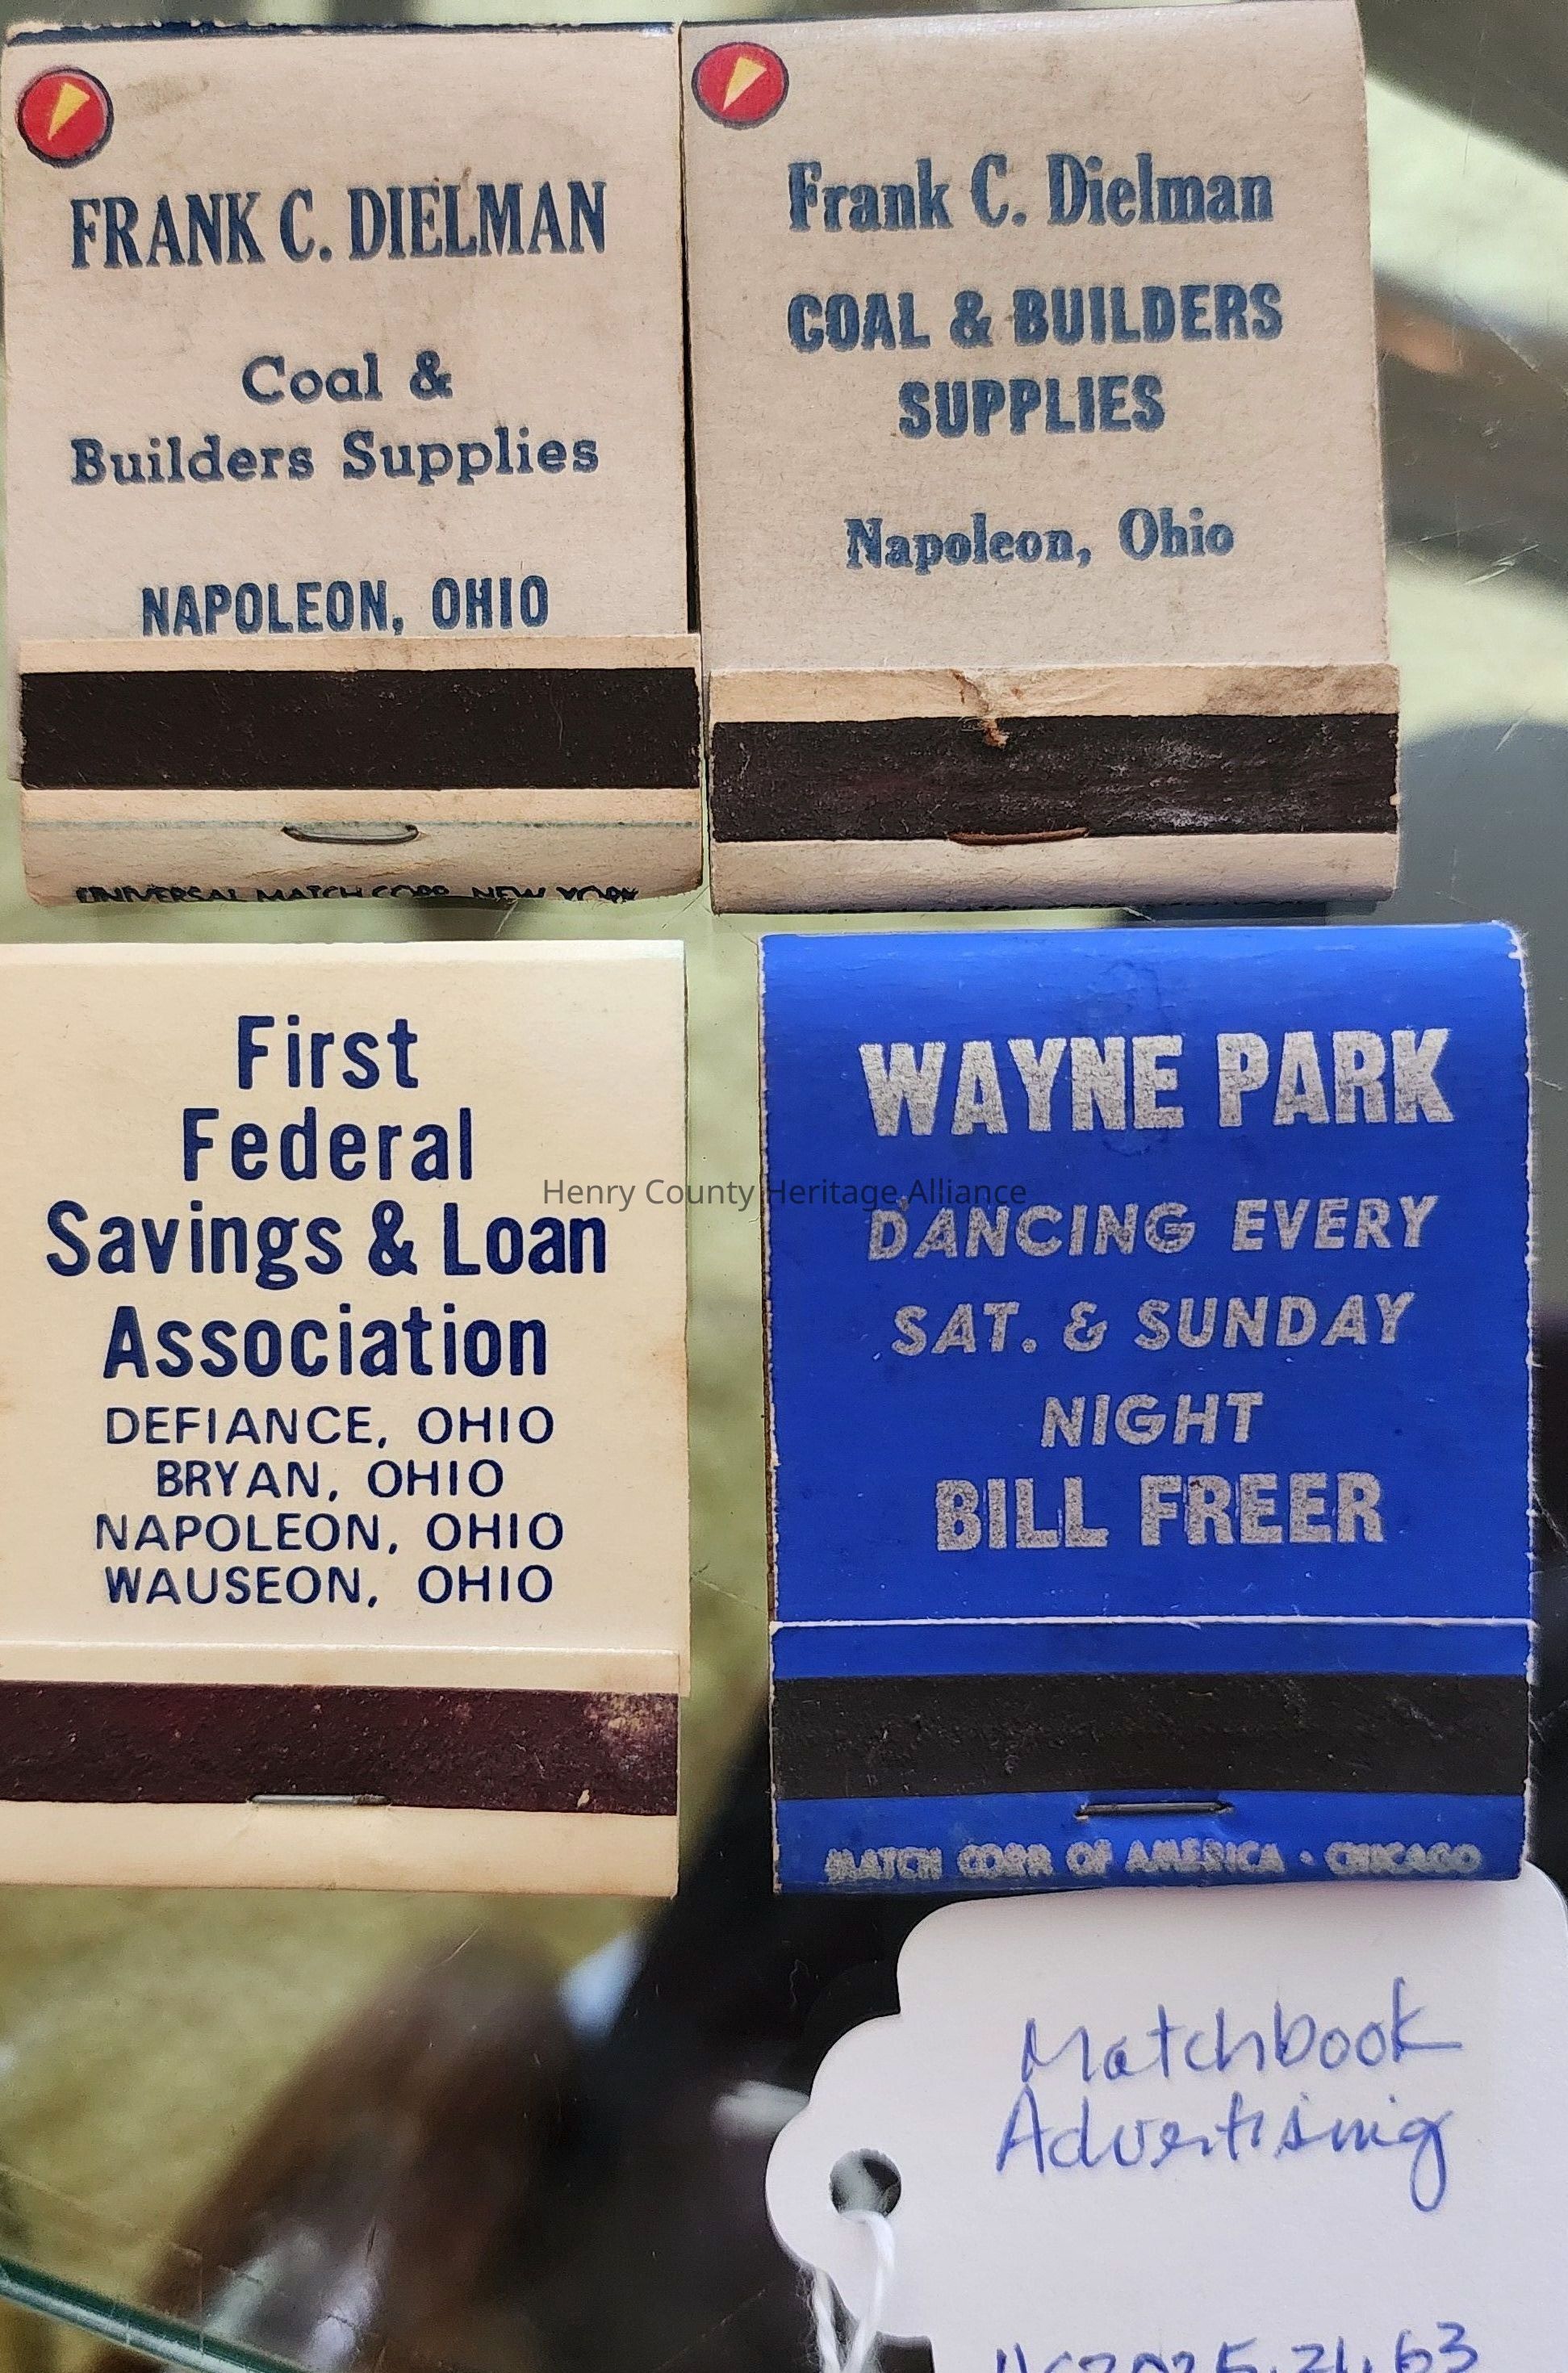 FRANK C. DIELMAN
Coal &
Builders Supplies
NAPOLEON, OHIO
UNIVERSAL MATCH CORP. NEW YORK
Frank C. Dielman
COAL & BUILDERS
SUPPLIES
Napoleon, Ohio
First
Federal
Savings & Loan
Association
DEFIANCE, OHIO
BRYAN, OHIO
NAPOLEON, OHIO
WAUSEON, OHIO
WAYNE PARK
DANCING EVERY
SAT. & SUNDAY
NIGHT
BILL FREER
MATCH CORP. OF AMERICA • CHICAGO
Henry County Heritage Alliance
Matchbook
Advertising